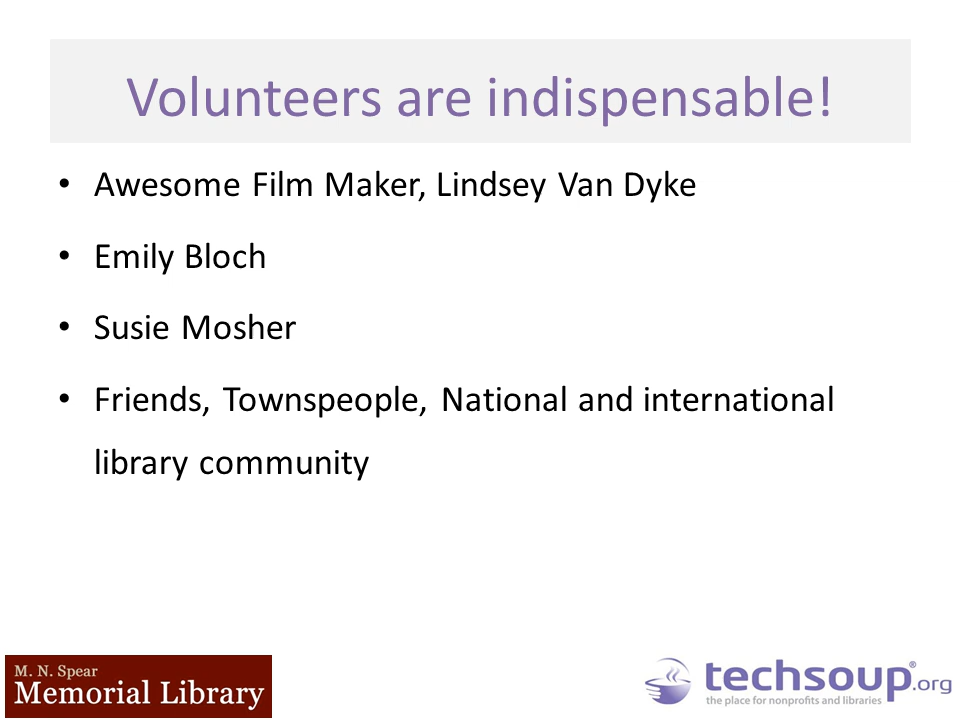 Volunteers are indispensable!
• Awesome Film Maker, Lindsey Van Dyke
• Emily Bloch
• Susie Mosher
• Friends, Townspeople, National and international
library community
M. N. Spear
Memorial Library
techsoup®.org
the place for nonprofits and libraries